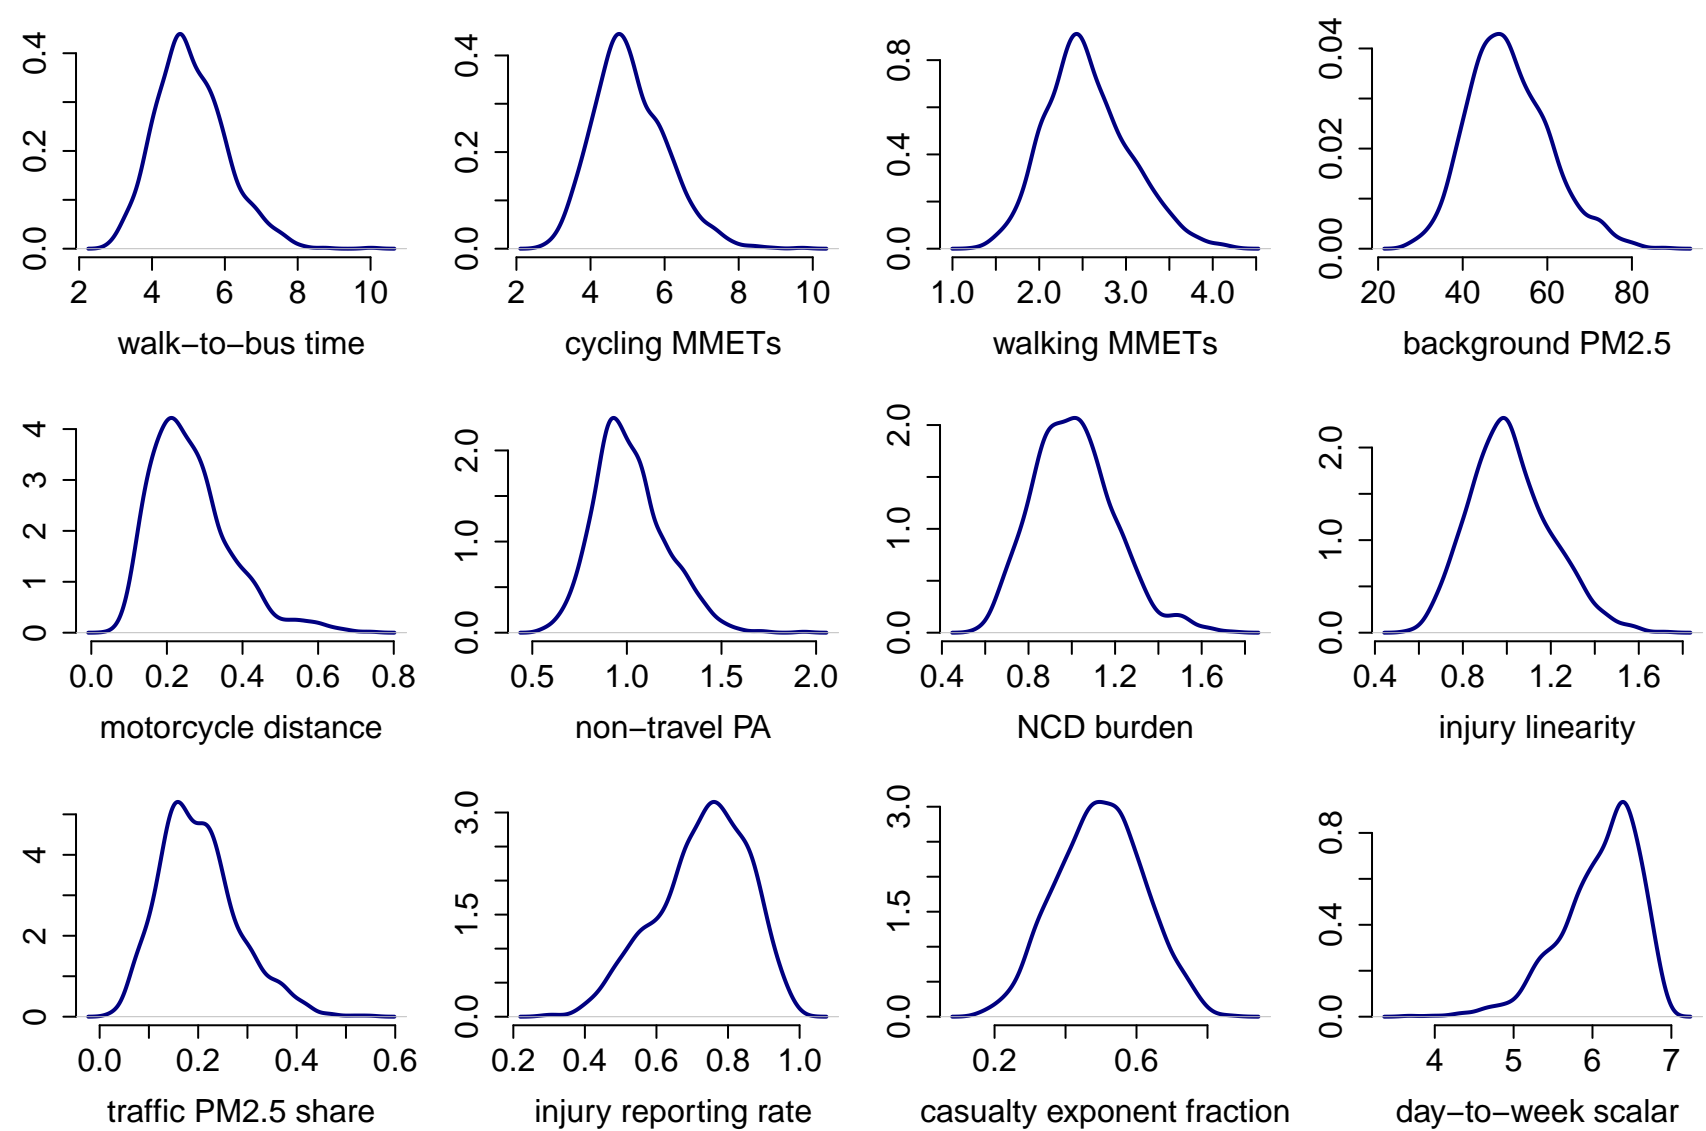 0.0 0.2 0.4
2 4 6 8 10
walk−to−bus time
0.0 0.2 0.4
2 4 6 8 10
cycling MMETs
0.0 0.4 0.8
1.0 2.0 3.0 4.0
walking MMETs
0.00 0.02 0.04
20 40 60 80
background PM2.5
0 1 2 3 4
0.0 0.2 0.4 0.6 0.8
motorcycle distance
0.0 1.0 2.0
0.5 1.0 1.5 2.0
non−travel PA
0.0 1.0 2.0
0.4 0.8 1.2 1.6
NCD burden
0.0 1.0 2.0
0.4 0.8 1.2 1.6
injury linearity
0 2 4
0.0 0.2 0.4 0.6
traffic PM2.5 share
0.0 1.5 3.0
0.2 0.4 0.6 0.8 1.0
injury reporting rate
0.0 1.5 3.0
0.2 0.6
casualty exponent fraction
0.0 0.4 0.8
4 5 6 7
day−to−week scalar